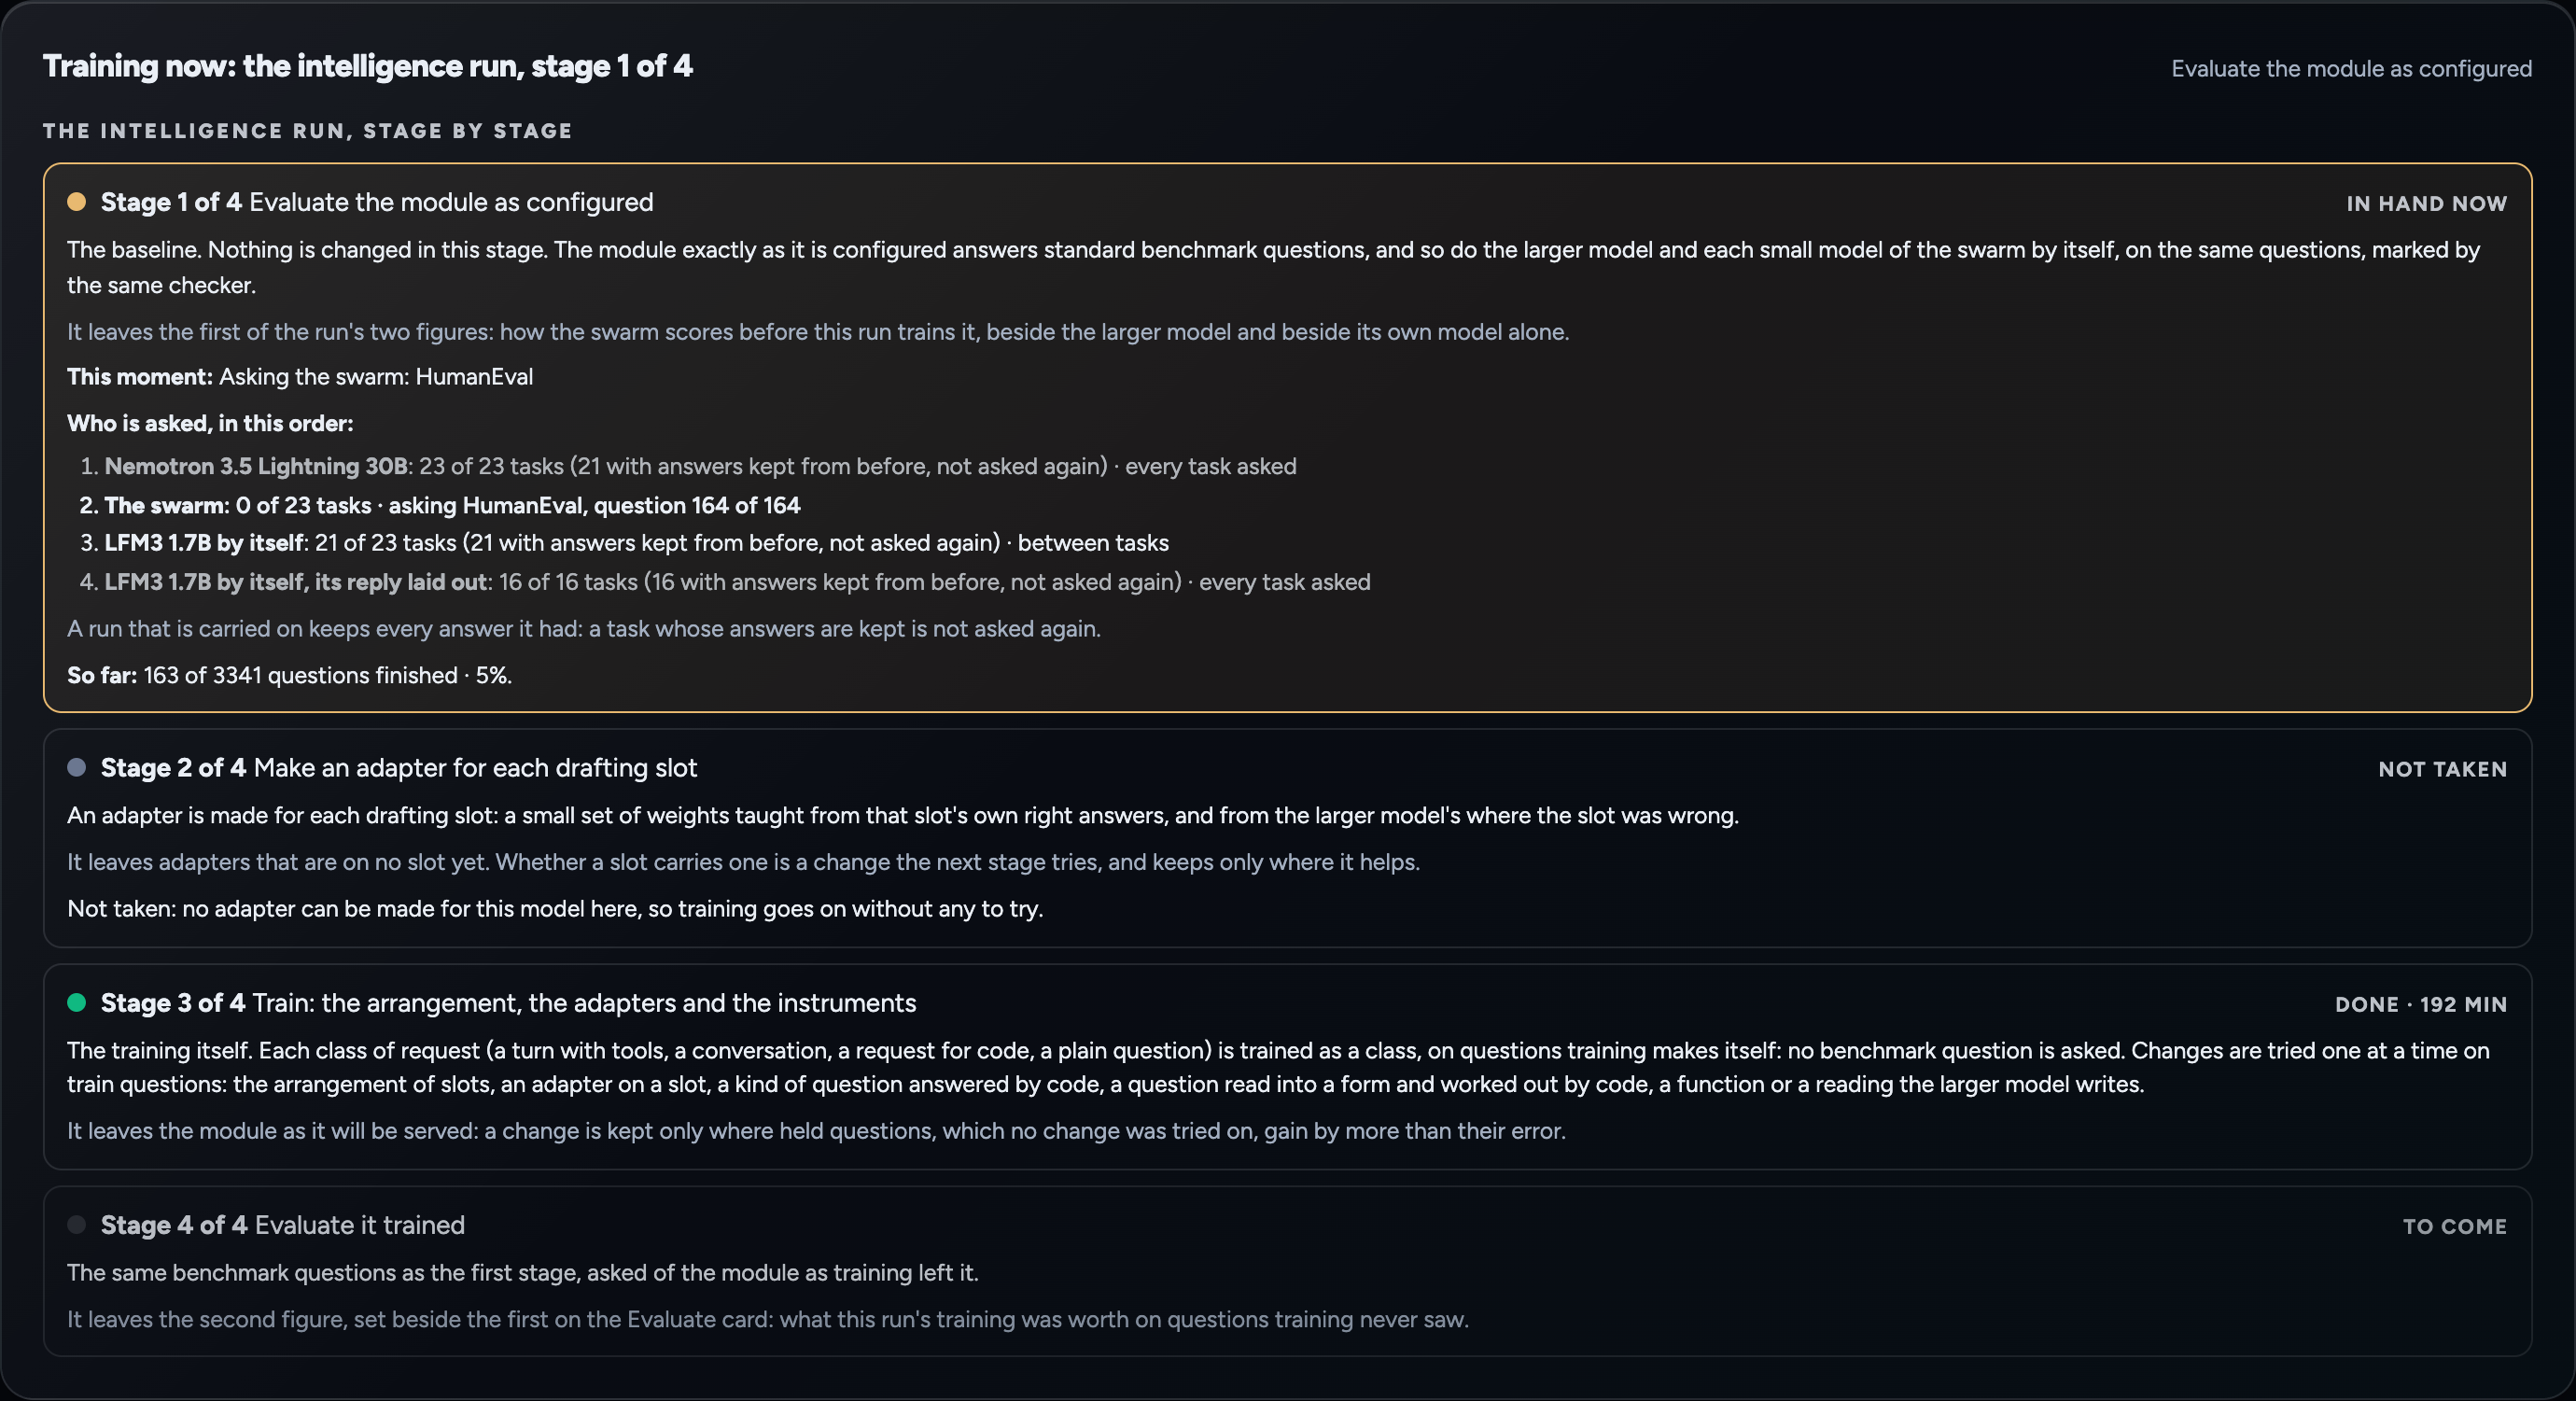 Training now: the intelligence run, stage 1 of 4
Evaluate the module as configured
THE INTELLIGENCE RUN, STAGE BY STAGE
Stage 1 of 4 Evaluate the module as configured
IN HAND NOW
The baseline. Nothing is changed in this stage. The module exactly as it is configured answers standard benchmark questions, and so do the larger model and each small model of the swarm by itself, on the same questions, marked by
the same checker.
It leaves the first of the run's two figures: how the swarm scores before this run trains it, beside the larger model and beside its own model alone.
This moment: Asking the swarm: HumanEval
Who is asked, in this order:
1. Nemotron 3.5 Lightning 30B: 23 of 23 tasks (21 with answers kept from before, not asked again) · every task asked
2. The swarm: 0 of 23 tasks · asking HumanEval, question 164 of 164
3. LFM3 1.7B by itself: 21 of 23 tasks (21 with answers kept from before, not asked again) · between tasks
4. LFM3 1.7B by itself, its reply laid out: 16 of 16 tasks (16 with answers kept from before, not asked again) · every task asked
A run that is carried on keeps every answer it had: a task whose answers are kept is not asked again.
So far: 163 of 3341 questions finished · 5%.
Stage 2 of 4 Make an adapter for each drafting slot
NOT TAKEN
An adapter is made for each drafting slot: a small set of weights taught from that slot's own right answers, and from the larger model's where the slot was wrong.
It leaves adapters that are on no slot yet. Whether a slot carries one is a change the next stage tries, and keeps only where it helps.
Not taken: no adapter can be made for this model here, so training goes on without any to try.
Stage 3 of 4 Train: the arrangement, the adapters and the instruments
DONE · 192 MIN
The training itself. Each class of request (a turn with tools, a conversation, a request for code, a plain question) is trained as a class, on questions training makes itself: no benchmark question is asked. Changes are tried one at a time on
train questions: the arrangement of slots, an adapter on a slot, a kind of question answered by code, a question read into a form and worked out by code, a function or a reading the larger model writes.
It leaves the module as it will be served: a change is kept only where held questions, which no change was tried on, gain by more than their error.
Stage 4 of 4 Evaluate it trained
TO COME
The same benchmark questions as the first stage, asked of the module as training left it.
It leaves the second figure, set beside the first on the Evaluate card: what this run's training was worth on questions training never saw.